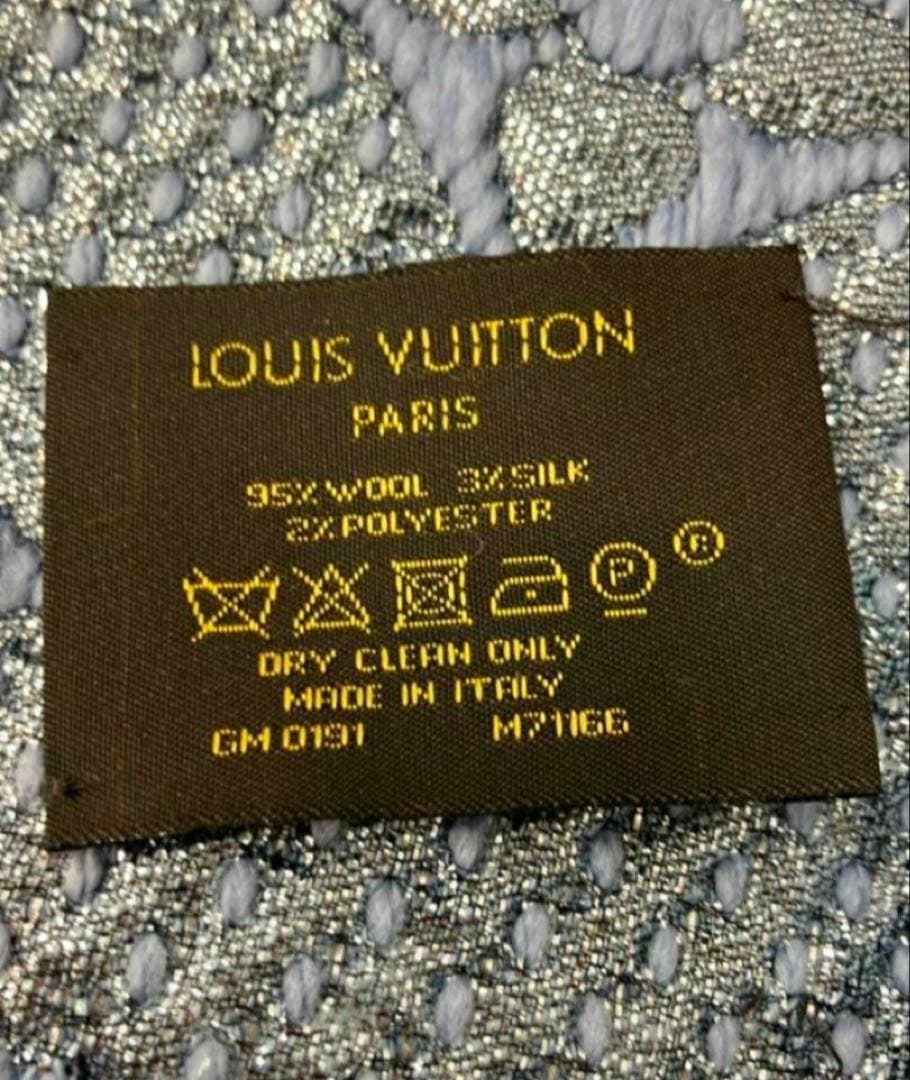 LOUIS VUITTON
PARIS
95% WOOL 3% SILK
2% POLYESTER
P ©
DRY CLEAN ONLY
MADE IN ITALY
GM 0191 M71166